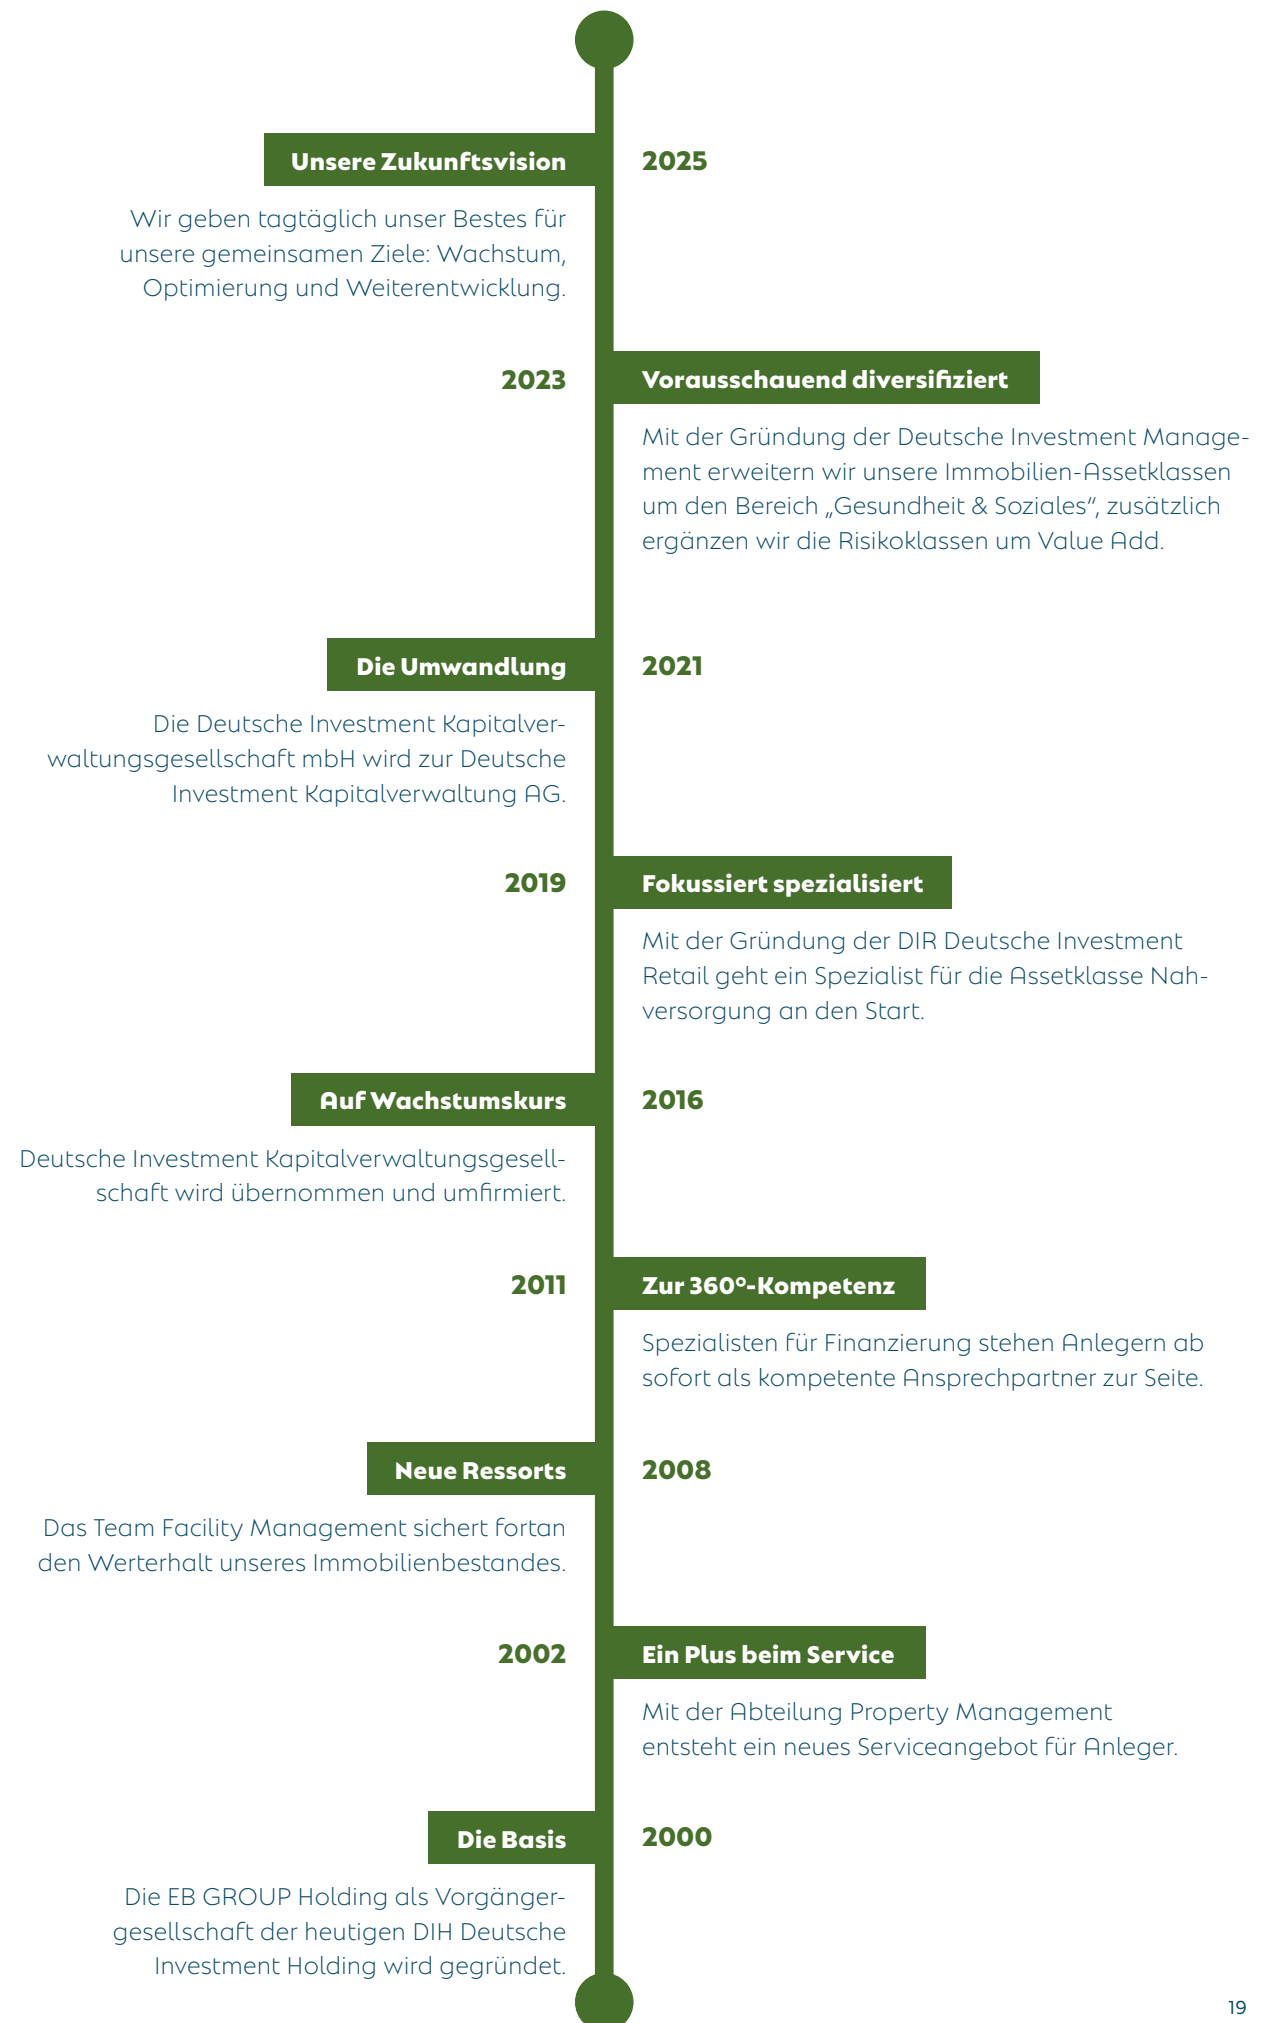 Unsere Zukunftsvision
2025
Wir geben tagtäglich unser Bestes für
unsere gemeinsamen Ziele: Wachstum,
Optimierung und Weiterentwicklung.
2023
Vorausschauend diversifiziert
Mit der Gründung der Deutsche Investment Manage-
ment erweitern wir unsere Immobilien-Assetklassen
um den Bereich „Gesundheit & Soziales“, zusätzlich
ergänzen wir die Risikoklassen um Value Add.
Die Umwandlung
2021
Die Deutsche Investment Kapitalver-
waltungsgesellschaft mbH wird zur Deutsche
Investment Kapitalverwaltung AG.
2019
Fokussiert spezialisiert
Mit der Gründung der DIR Deutsche Investment
Retail geht ein Spezialist für die Assetklasse Nah-
versorgung an den Start.
Auf Wachstumskurs
2016
Deutsche Investment Kapitalverwaltungsgesell-
schaft wird übernommen und umfirmiert.
2011
Zur 360°-Kompetenz
Spezialisten für Finanzierung stehen Anlegern ab
sofort als kompetente Ansprechpartner zur Seite.
Neue Ressorts
2008
Das Team Facility Management sichert fortan
den Werterhalt unseres Immobilienbestandes.
2002
Ein Plus beim Service
Mit der Abteilung Property Management
entsteht ein neues Serviceangebot für Anleger.
Die Basis
2000
Die EB GROUP Holding als Vorgänger-
gesellschaft der heutigen DIH Deutsche
Investment Holding wird gegründet.
19